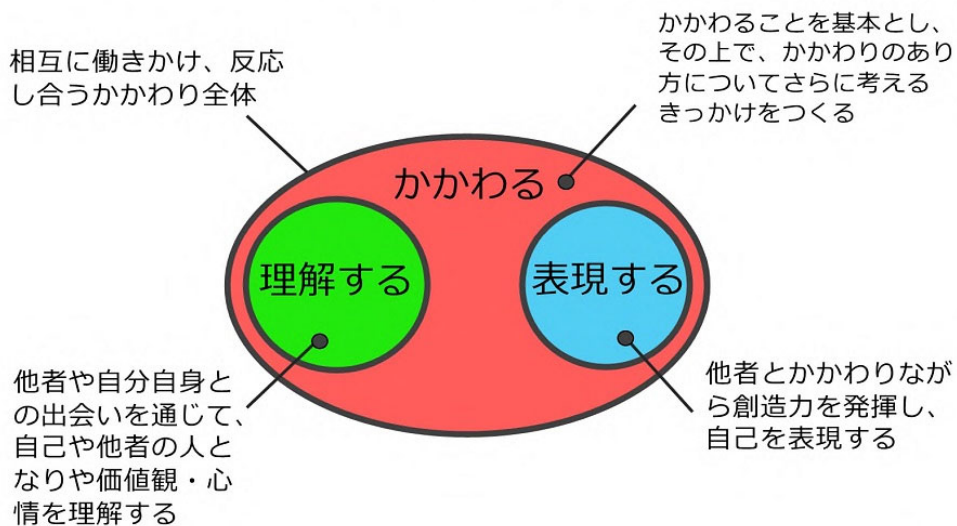 相互に働きかけ、反応
し合うかかわり全体
かかわることを基本とし、
その上で、かかわりのあり
方についてさらに考える
きっかけをつくる
かかわる
理解する
表現する
他者や自分自身と
の出会いを通じて、
自己や他者の人と
なりや価値観・心
情を理解する
他者とかかわりなが
ら創造力を発揮し、
自己を表現する